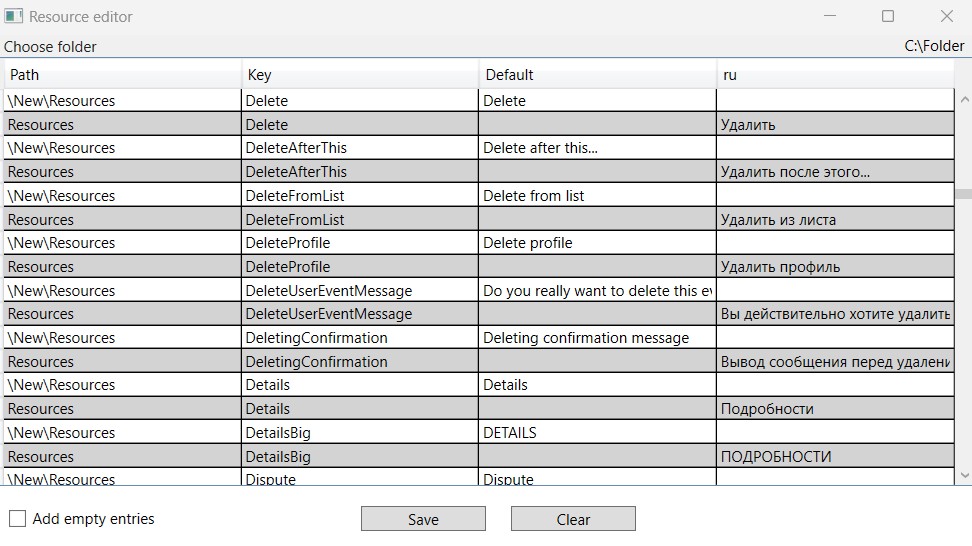 Resource editor
Choose folder C:\Folder
Path Key Default ru
\New\Resources Delete Delete
Resources Delete Удалить
\New\Resources DeleteAfterThis Delete after this...
Resources DeleteAfterThis Удалить после этого...
\New\Resources DeleteFromList Delete from list
Resources DeleteFromList Удалить из листа
\New\Resources DeleteProfile Delete profile
Resources DeleteProfile Удалить профиль
\New\Resources DeleteUserEventMessage Do you really want to delete this ev
Resources DeleteUserEventMessage Вы действительно хотите удалить
\New\Resources DeletingConfirmation Deleting confirmation message
Resources DeletingConfirmation Вывод сообщения перед удалени
\New\Resources Details Details
Resources Details Подробности
\New\Resources DetailsBig DETAILS
Resources DetailsBig ПОДРОБНОСТИ
\New\Resources Dispute Dispute
Add empty entries Save Clear